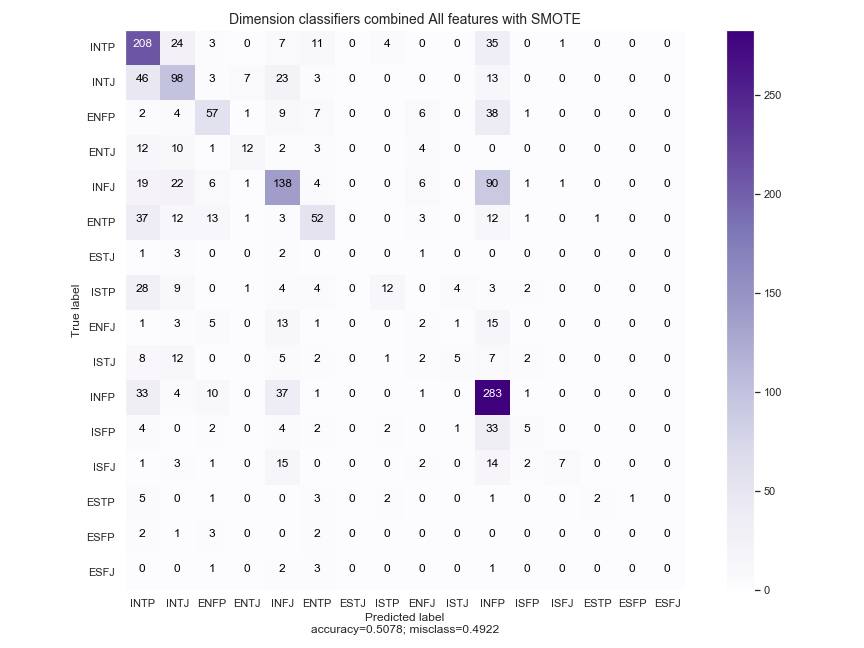 Dimension classifiers combined All features with SMOTE
INTP 208 24 3 0 7 11 0 4 0 0 35 0 1 0 0 0
INTJ 46 98 3 7 23 3 0 0 0 0 13 0 0 0 0 0
ENFP 2 4 57 1 9 7 0 0 6 0 38 1 0 0 0 0
ENTJ 12 10 1 12 2 3 0 0 4 0 0 0 0 0 0 0
INFJ 19 22 6 1 138 4 0 0 6 0 90 1 1 0 0 0
ENTP 37 12 13 1 3 52 0 0 3 0 12 1 0 1 0 0
ESTJ 1 3 0 0 2 0 0 0 1 0 0 0 0 0 0 0
ISTP 28 9 0 1 4 4 0 12 0 4 3 2 0 0 0 0
ENFJ 1 3 5 0 13 1 0 0 2 1 15 0 0 0 0 0
ISTJ 8 12 0 0 5 2 0 1 2 5 7 2 0 0 0 0
INFP 33 4 10 0 37 1 0 0 1 0 283 1 0 0 0 0
ISFP 4 0 2 0 4 2 0 2 0 1 33 5 0 0 0 0
ISFJ 1 3 1 0 15 0 0 0 2 0 14 2 7 0 0 0
ESTP 5 0 1 0 0 3 0 2 0 0 1 0 0 2 1 0
ESFP 2 1 3 0 0 2 0 0 0 0 0 0 0 0 0 0
ESFJ 0 0 1 0 2 3 0 0 0 0 1 0 0 0 0 0
INTP INTJ ENFP ENTJ INFJ ENTP ESTJ ISTP ENFJ ISTJ INFP ISFP ISFJ ESTP ESFP ESFJ
True label
Predicted label
accuracy=0.5078; misclass=0.4922
250
200
150
100
50
0